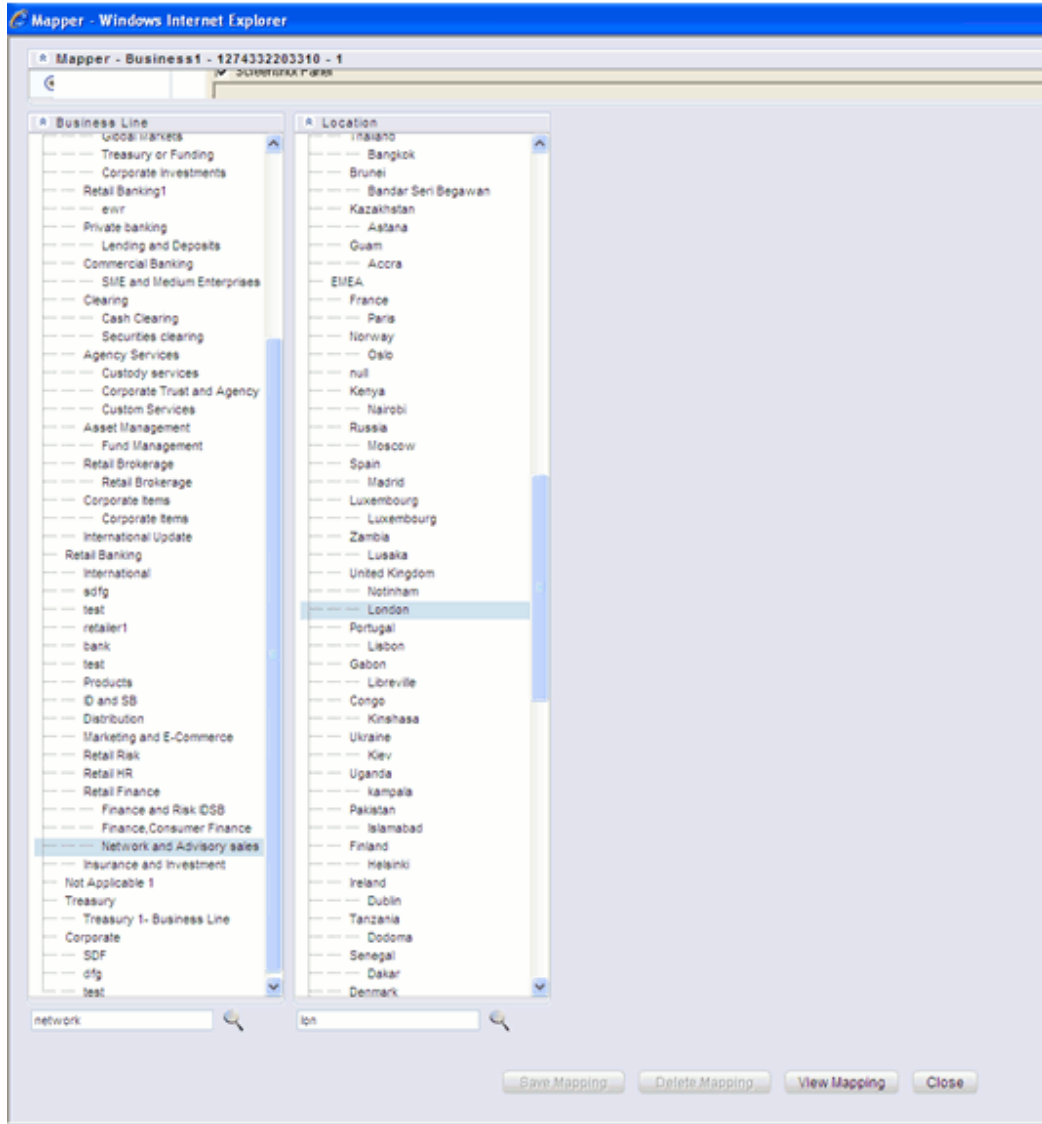 Mapper - Windows Internet Explorer
Mapper - Business1 - 1274332203310 - 1
Screenshot Panel
Business Line
Global Markets
Treasury or Funding
Corporate Investments
Retail Banking1
ewr
Private banking
Lending and Deposits
Commercial Banking
SME and Medium Enterprises
Clearing
Cash Clearing
Securities clearing
Agency Services
Custody services
Corporate Trust and Agency
Custom Services
Asset Management
Fund Management
Retail Brokerage
Retail Brokerage
Corporate Items
Corporate Items
International Update
Retail Banking
International
sdfg
test
retailer1
bank
test
Products
ID and SB
Distribution
Marketing and E-Commerce
Retail Risk
Retail HR
Retail Finance
Finance and Risk IDSB
Finance,Consumer Finance
Network and Advisory sales
Insurance and Investment
Not Applicable 1
Treasury
Treasury 1- Business Line
Corporate
SDF
dfg
test
network
Location
Thailand
Bangkok
Brunei
Bandar Seri Begawan
Kazakhstan
Astana
Guam
Accra
EMEA
France
Paris
Norway
Oslo
null
Kenya
Nairobi
Russia
Moscow
Spain
Madrid
Luxembourg
Luxembourg
Zambia
Lusaka
United Kingdom
Notinham
London
Portugal
Lisbon
Gabon
Libreville
Congo
Kinshasa
Ukraine
Kiev
Uganda
kampala
Pakistan
Islamabad
Finland
Helsinki
Ireland
Dublin
Tanzania
Dodoma
Senegal
Dakar
Denmark
lon
Save Mapping Delete Mapping View Mapping Close